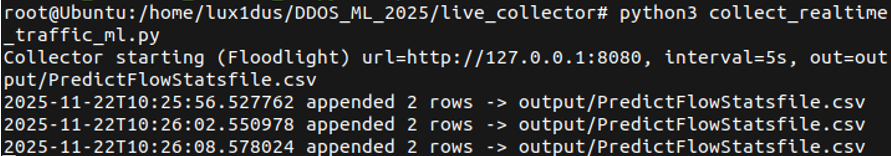 root@Ubuntu:/home/lux1dus/DDOS_ML_2025/live_collector# python3 collect_realtime
_traffic_ml.py
Collector starting (Floodlight) url=http://127.0.0.1:8080, interval=5s, out=out
put/PredictFlowStatsfile.csv
2025-11-22T10:25:56.527762 appended 2 rows -> output/PredictFlowStatsfile.csv
2025-11-22T10:26:02.550978 appended 2 rows -> output/PredictFlowStatsfile.csv
2025-11-22T10:26:08.578024 appended 2 rows -> output/PredictFlowStatsfile.csv